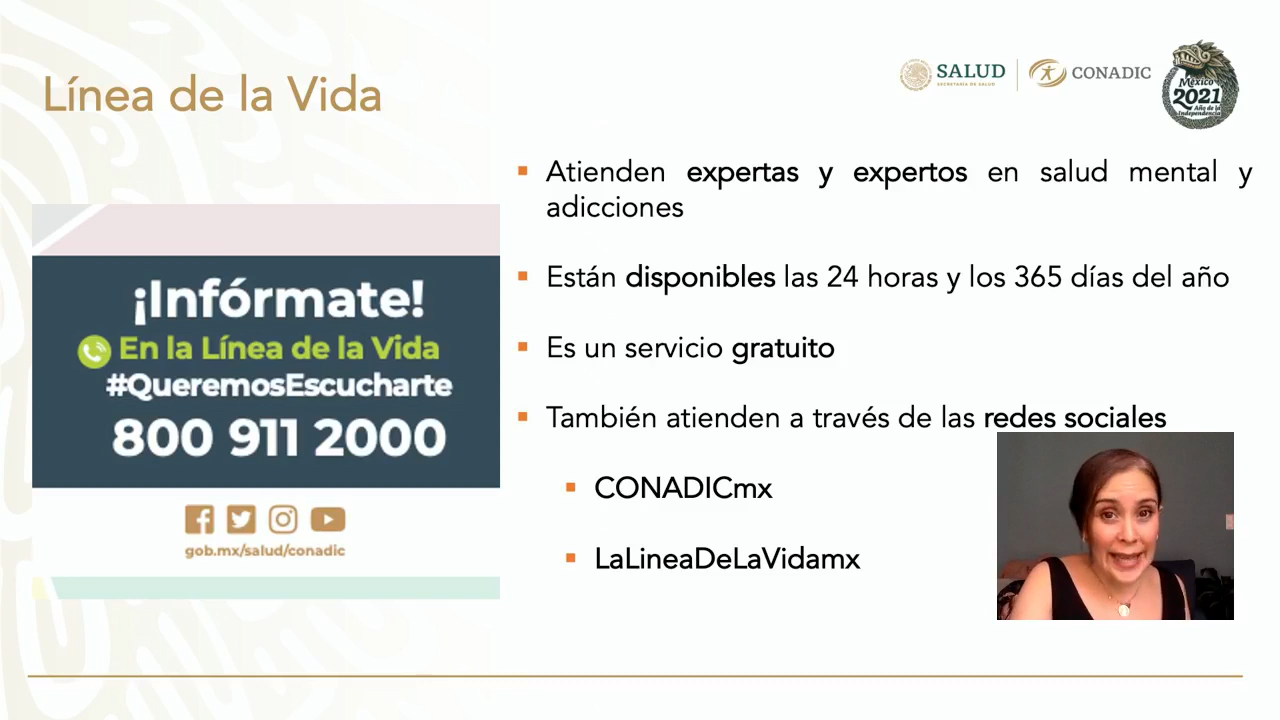 Línea de la Vida
SALUD
SECRETARÍA DE SALUD
CONADIC
México
2021
Año de la
Independencia
¡Infórmate!
En la Línea de la Vida
#QueremosEscucharte
800 911 2000
gob.mx/salud/conadic
Atienden expertas y expertos en salud mental y
adicciones
Están disponibles las 24 horas y los 365 días del año
Es un servicio gratuito
También atienden a través de las redes sociales
CONADICmx
LaLineaDeLaVidamx